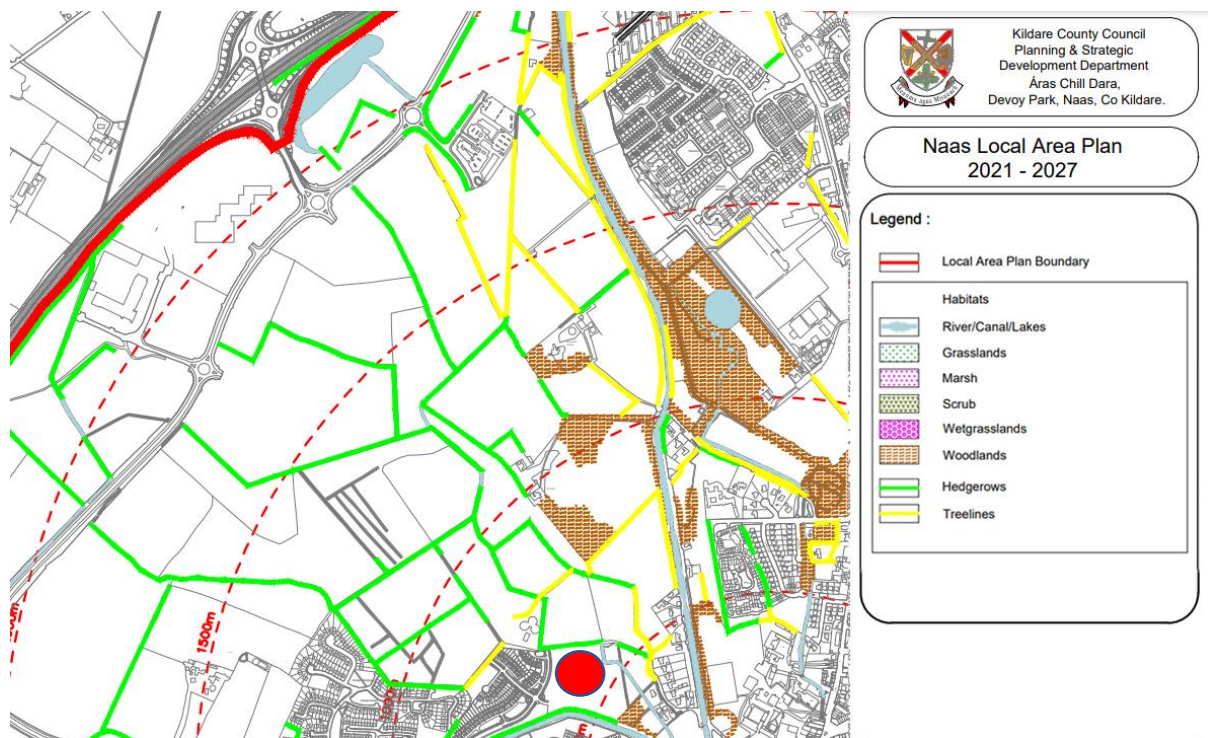 Kildare County Council
Planning & Strategic
Development Department
Áras Chill Dara,
Devoy Park, Naas, Co Kildare.
Naas Local Area Plan
2021 - 2027
Legend :
Local Area Plan Boundary
Habitats
River/Canal/Lakes
Grasslands
Marsh
Scrub
Wetgrasslands
Woodlands
Hedgerows
Treelines
1500m